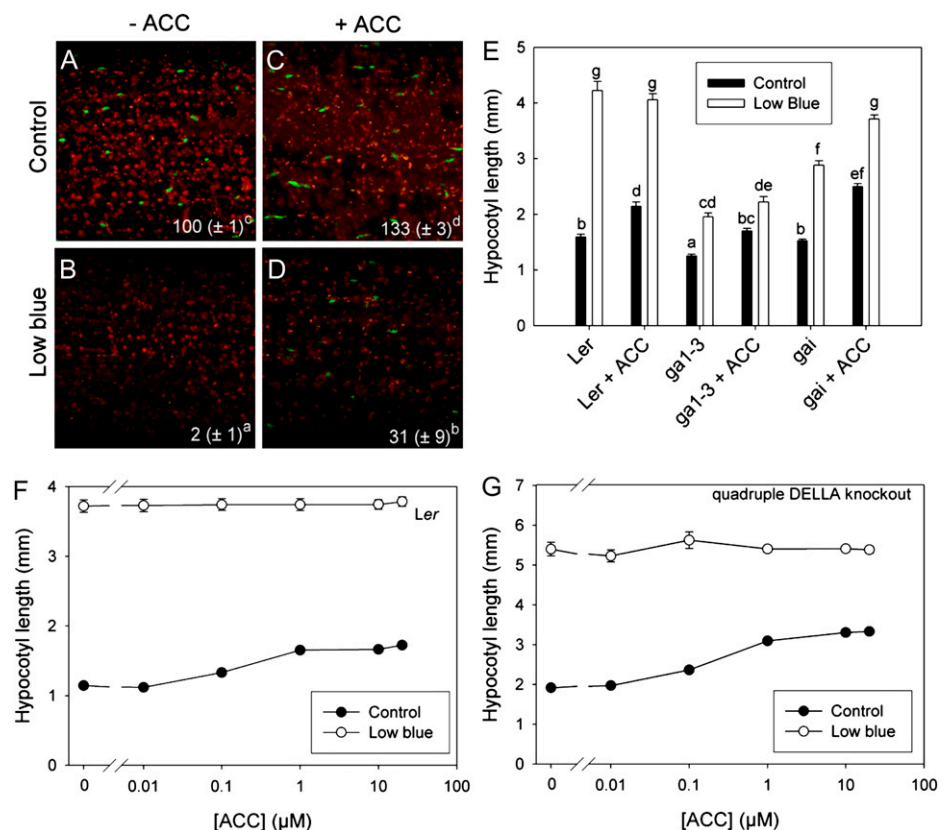 - ACC
+ ACC
Control
Low blue
A
100 (± 1)c
C
133 (± 3)d
B
2 (± 1)a
D
31 (± 9)b
E
Hypocotyl length (mm)
5
4
3
2
1
0
Control
Low Blue
b
g
d
g
a
cd
bc
de
b
f
ef
g
Ler
Ler + ACC
ga1-3
ga1-3 + ACC
gai
gai + ACC
F
Hypocotyl length (mm)
4
3
2
1
0
Ler
Control
Low blue
0
0.01
0.1
1
10
100
[ACC] (µM)
G
Hypocotyl length (mm)
7
6
5
4
3
2
1
0
quadruple DELLA knockout
Control
Low blue
0
0.01
0.1
1
10
100
[ACC] (µM)